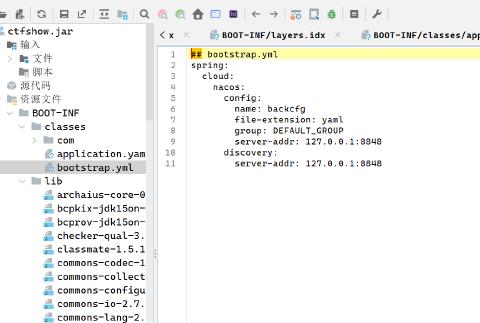 ctfshow.jar
输入
文件
脚本
源代码
资源文件
BOOT-INF
classes
com
application.yam
bootstrap.yml
lib
archaius-core-0
bcpkix-jdk15on-
bcprov-jdk15on-
checker-qual-3.
classmate-1.5.1
commons-codec-1
commons-collect
commons-configu
commons-io-2.7.
commons-lang-2.
x
BOOT-INF/layers.idx
BOOT-INF/classes/app
1 ## bootstrap.yml
2 spring:
3 cloud:
4 nacos:
5 config:
6 name: backcfg
7 file-extension: yaml
8 group: DEFAULT_GROUP
9 server-addr: 127.0.0.1:8848
10 discovery:
11 server-addr: 127.0.0.1:8848